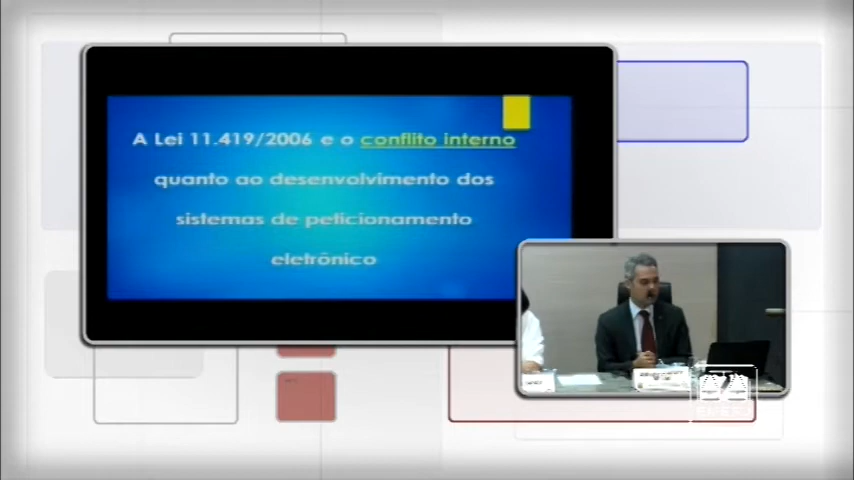 A Lei 11.419/2006 e o conflito interno
quanto ao desenvolvimento dos
sistemas de peticionamento
eletrônico